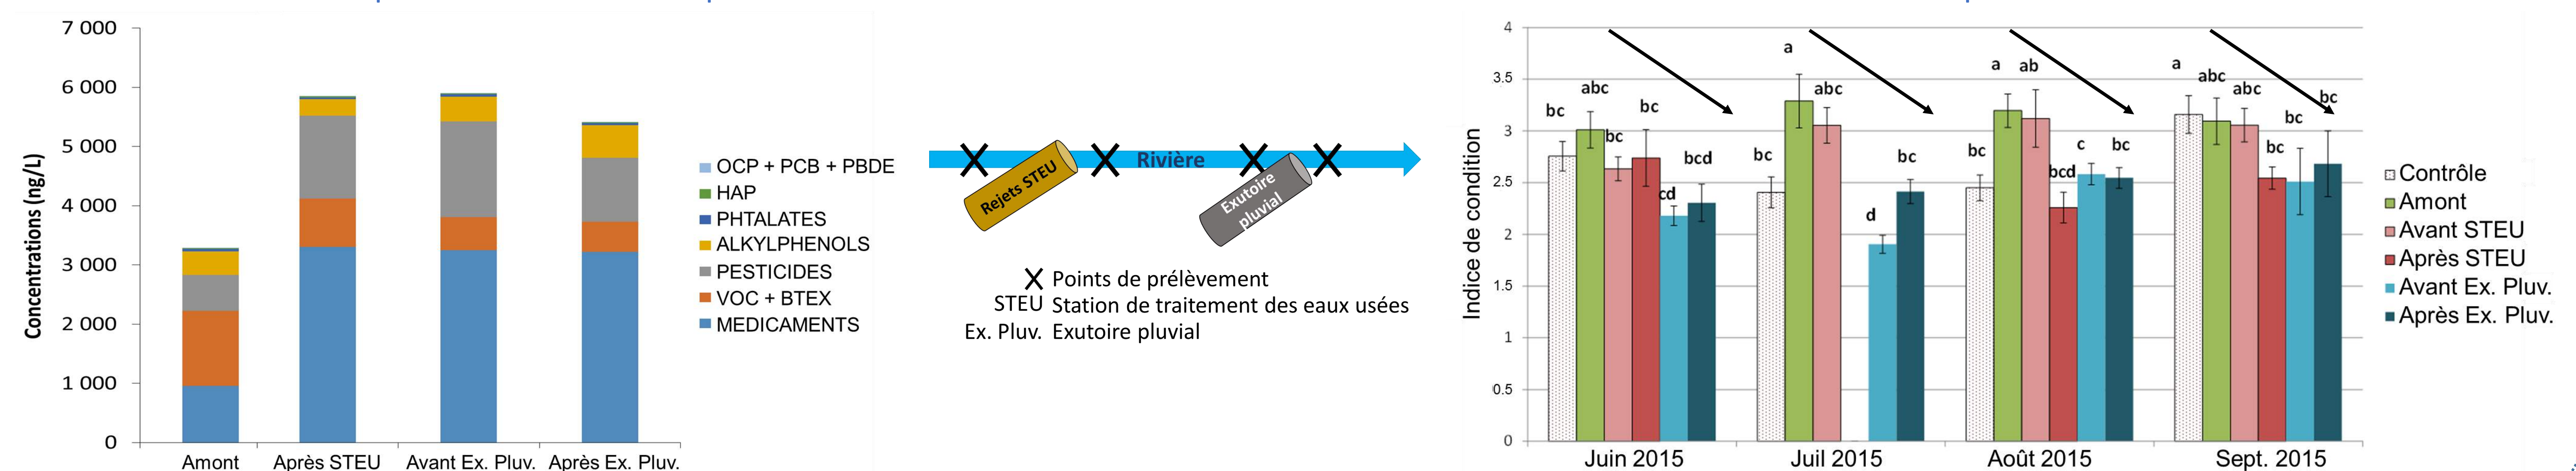 7 000
6 000
5 000
4 000
3 000
2 000
1 000
0
Concentrations (ng/L)
Amont
Après STEU
Avant Ex. Pluv.
Après Ex. Pluv.
OCP + PCB + PBDE
HAP
PHTALATES
ALKYLPHENOLS
PESTICIDES
VOC + BTEX
MEDICAMENTS
Rivière
Rejets STEU
Exutoire
pluvial
X Points de prélèvement
STEU Station de traitement des eaux usées
Ex. Pluv. Exutoire pluvial
4
3.5
3
2.5
2
1.5
1
0.5
0
Indice de condition
bc
abc
bc
bc
cd
bcd
bc
a
abc
d
bc
bc
a
ab
bcd
c
bc
a
abc
abc
bc
bc
bc
Juin 2015
Juil 2015
Août 2015
Sept. 2015
Contrôle
Amont
Avant STEU
Après STEU
Avant Ex. Pluv.
Après Ex. Pluv.